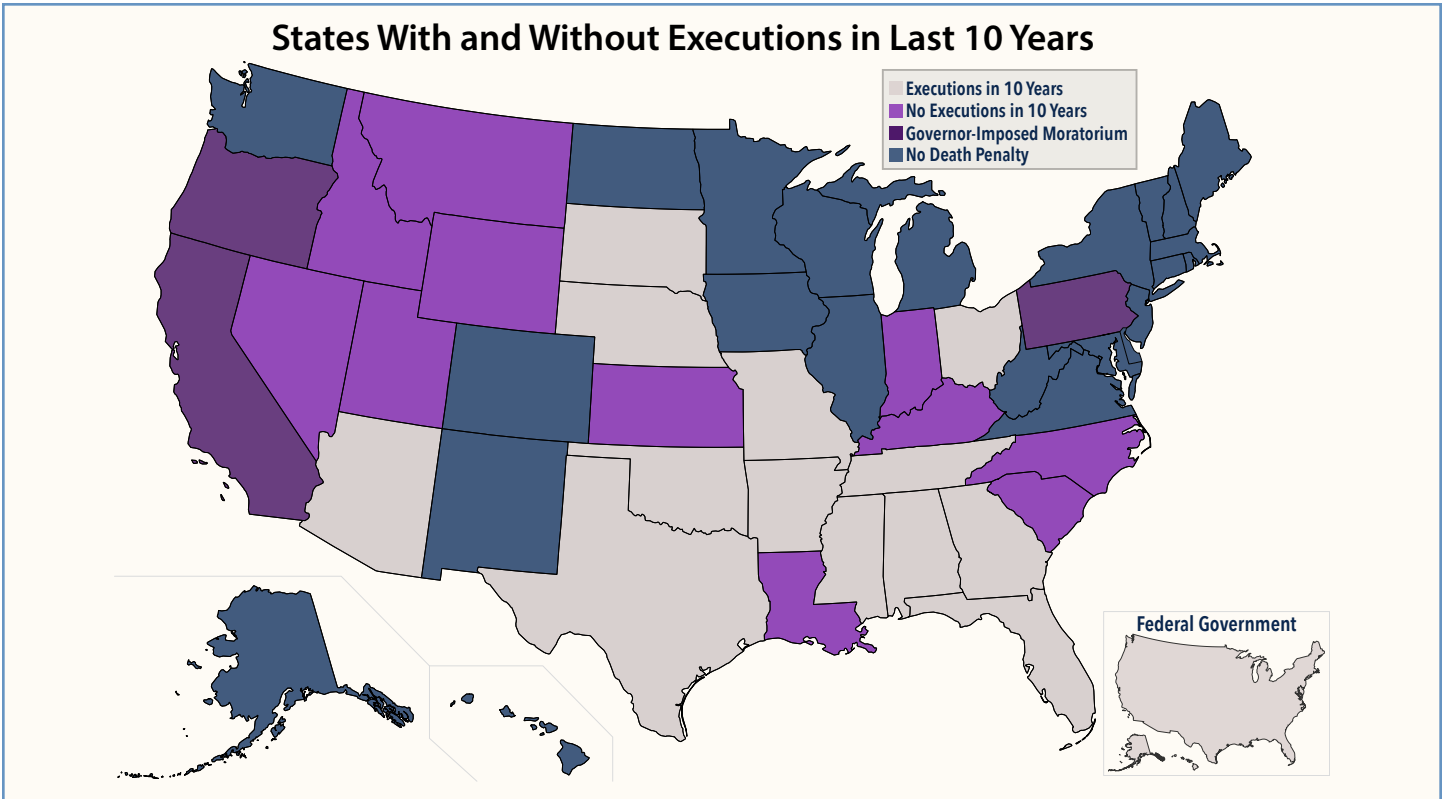 States With and Without Executions in Last 10 Years
Executions in 10 Years
No Executions in 10 Years
Governor-Imposed Moratorium
No Death Penalty
Federal Government